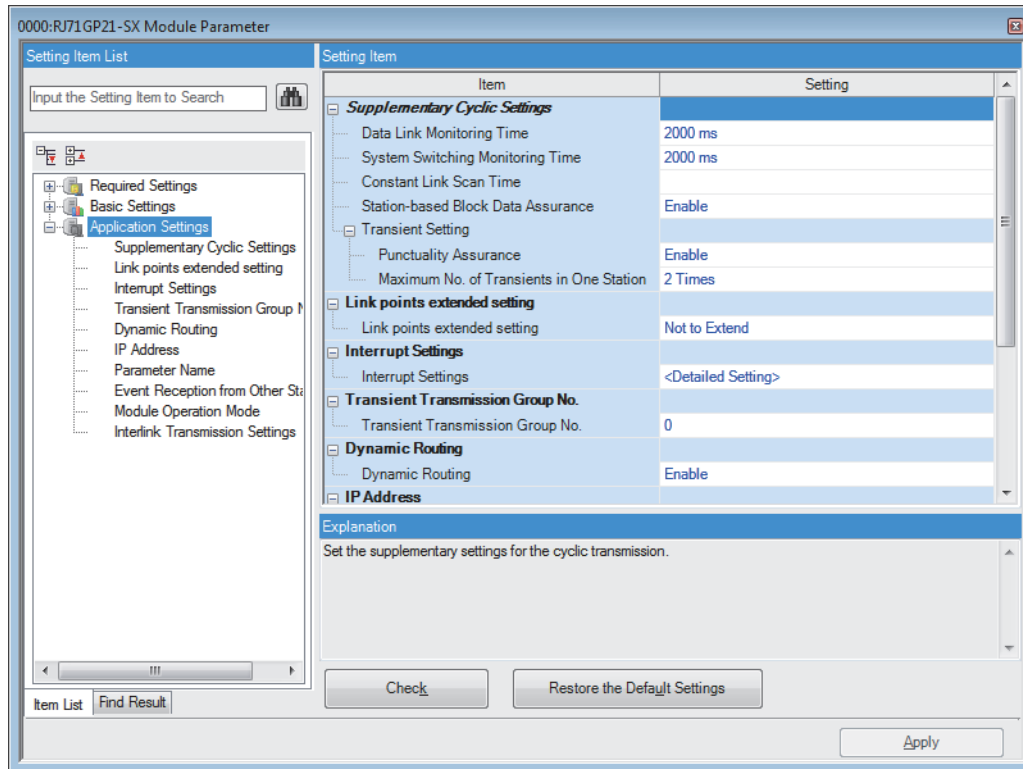 0000:RJ71GP21-SX Module Parameter
Setting Item List
Input the Setting Item to Search
Required Settings
Basic Settings
Application Settings
Supplementary Cyclic Settings
Link points extended setting
Interrupt Settings
Transient Transmission Group N
Dynamic Routing
IP Address
Parameter Name
Event Reception from Other Sta
Module Operation Mode
Interlink Transmission Settings
Item List
Find Result
Setting Item
Item Setting
Supplementary Cyclic Settings
Data Link Monitoring Time 2000 ms
System Switching Monitoring Time 2000 ms
Constant Link Scan Time
Station-based Block Data Assurance Enable
Transient Setting
Punctuality Assurance Enable
Maximum No. of Transients in One Station 2 Times
Link points extended setting
Link points extended setting Not to Extend
Interrupt Settings
Interrupt Settings <Detailed Setting>
Transient Transmission Group No.
Transient Transmission Group No. 0
Dynamic Routing
Dynamic Routing Enable
IP Address
Explanation
Set the supplementary settings for the cyclic transmission.
Check
Restore the Default Settings
Apply